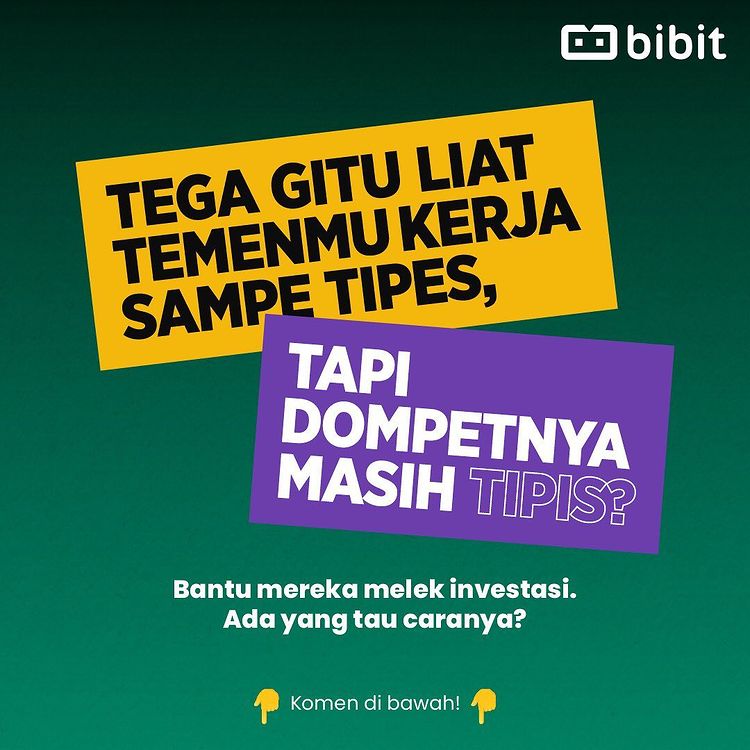 bibit
TEGA GITU LIAT
TEMENMU KERJA
SAMPE TIPES,
TAPI
DOMPETNYA
MASIH TIPIS?
Bantu mereka melek investasi.
Ada yang tau caranya?
Komen di bawah!